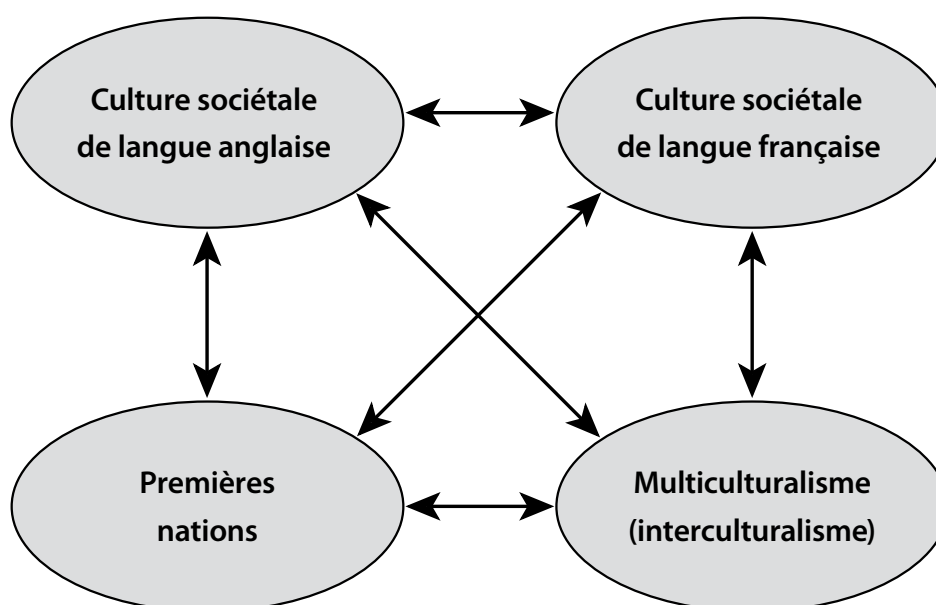 Culture sociétale
de langue anglaise
Culture sociétale
de langue française
Premières
nations
Multiculturalisme
(interculturalisme)